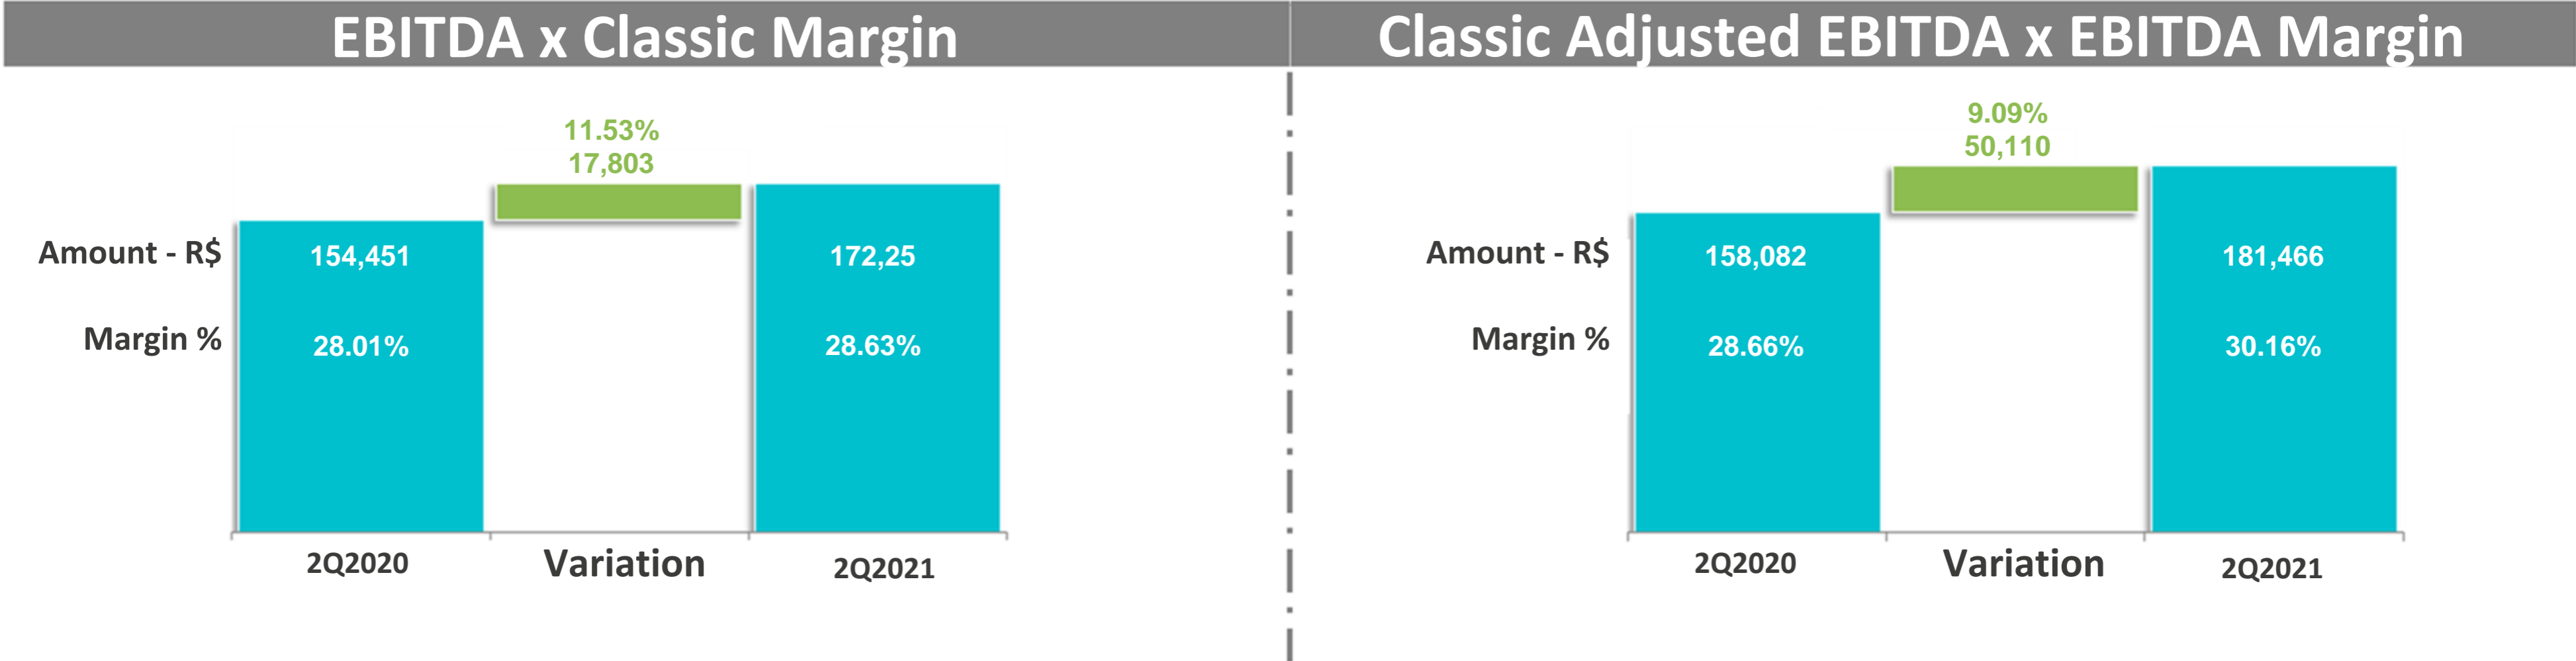 EBITDA x Classic Margin
11.53%
17,803
Amount - R$ 154,451 172,25
Margin % 28.01% 28.63%
2Q2020 Variation 2Q2021
Classic Adjusted EBITDA x EBITDA Margin
9.09%
50,110
Amount - R$ 158,082 181,466
Margin % 28.66% 30.16%
2Q2020 Variation 2Q2021